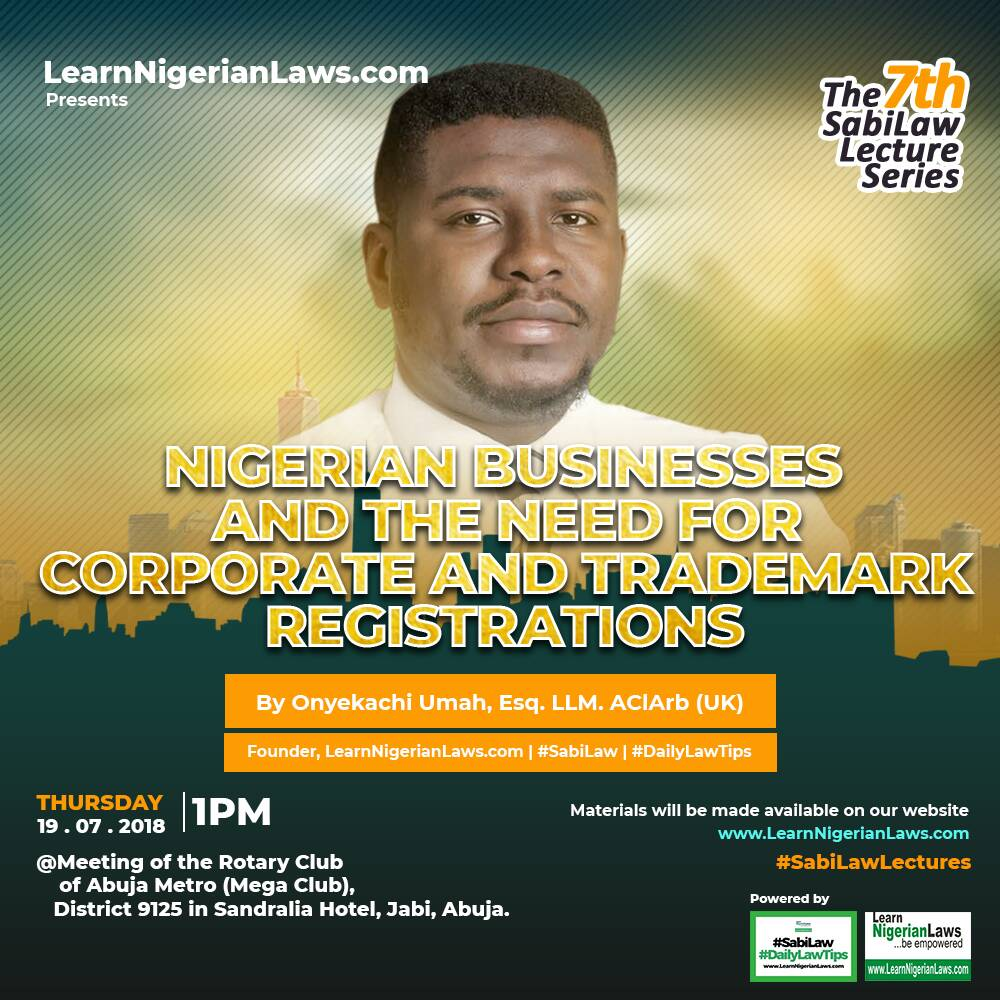 LearnNigerianLaws.com
Presents
The 7th
SabiLaw
Lecture
Series
NIGERIAN BUSINESSES
AND THE NEED FOR
CORPORATE AND TRADEMARK
REGISTRATIONS
By Onyekachi Umah, Esq. LLM. ACIArb (UK)
Founder, LearnNigerianLaws.com | #SabiLaw | #DailyLawTips
THURSDAY
19 . 07 . 2018
1PM
@Meeting of the Rotary Club
of Abuja Metro (Mega Club),
District 9125 in Sandralia Hotel, Jabi, Abuja.
Materials will be made available on our website
www.LearnNigerianLaws.com
#SabiLawLectures
Powered by
#SabiLaw
#DailyLawTips
www.LearnNigerianLaws.com
Learn
NigerianLaws
...be empowered
www.LearnNigerianLaws.com